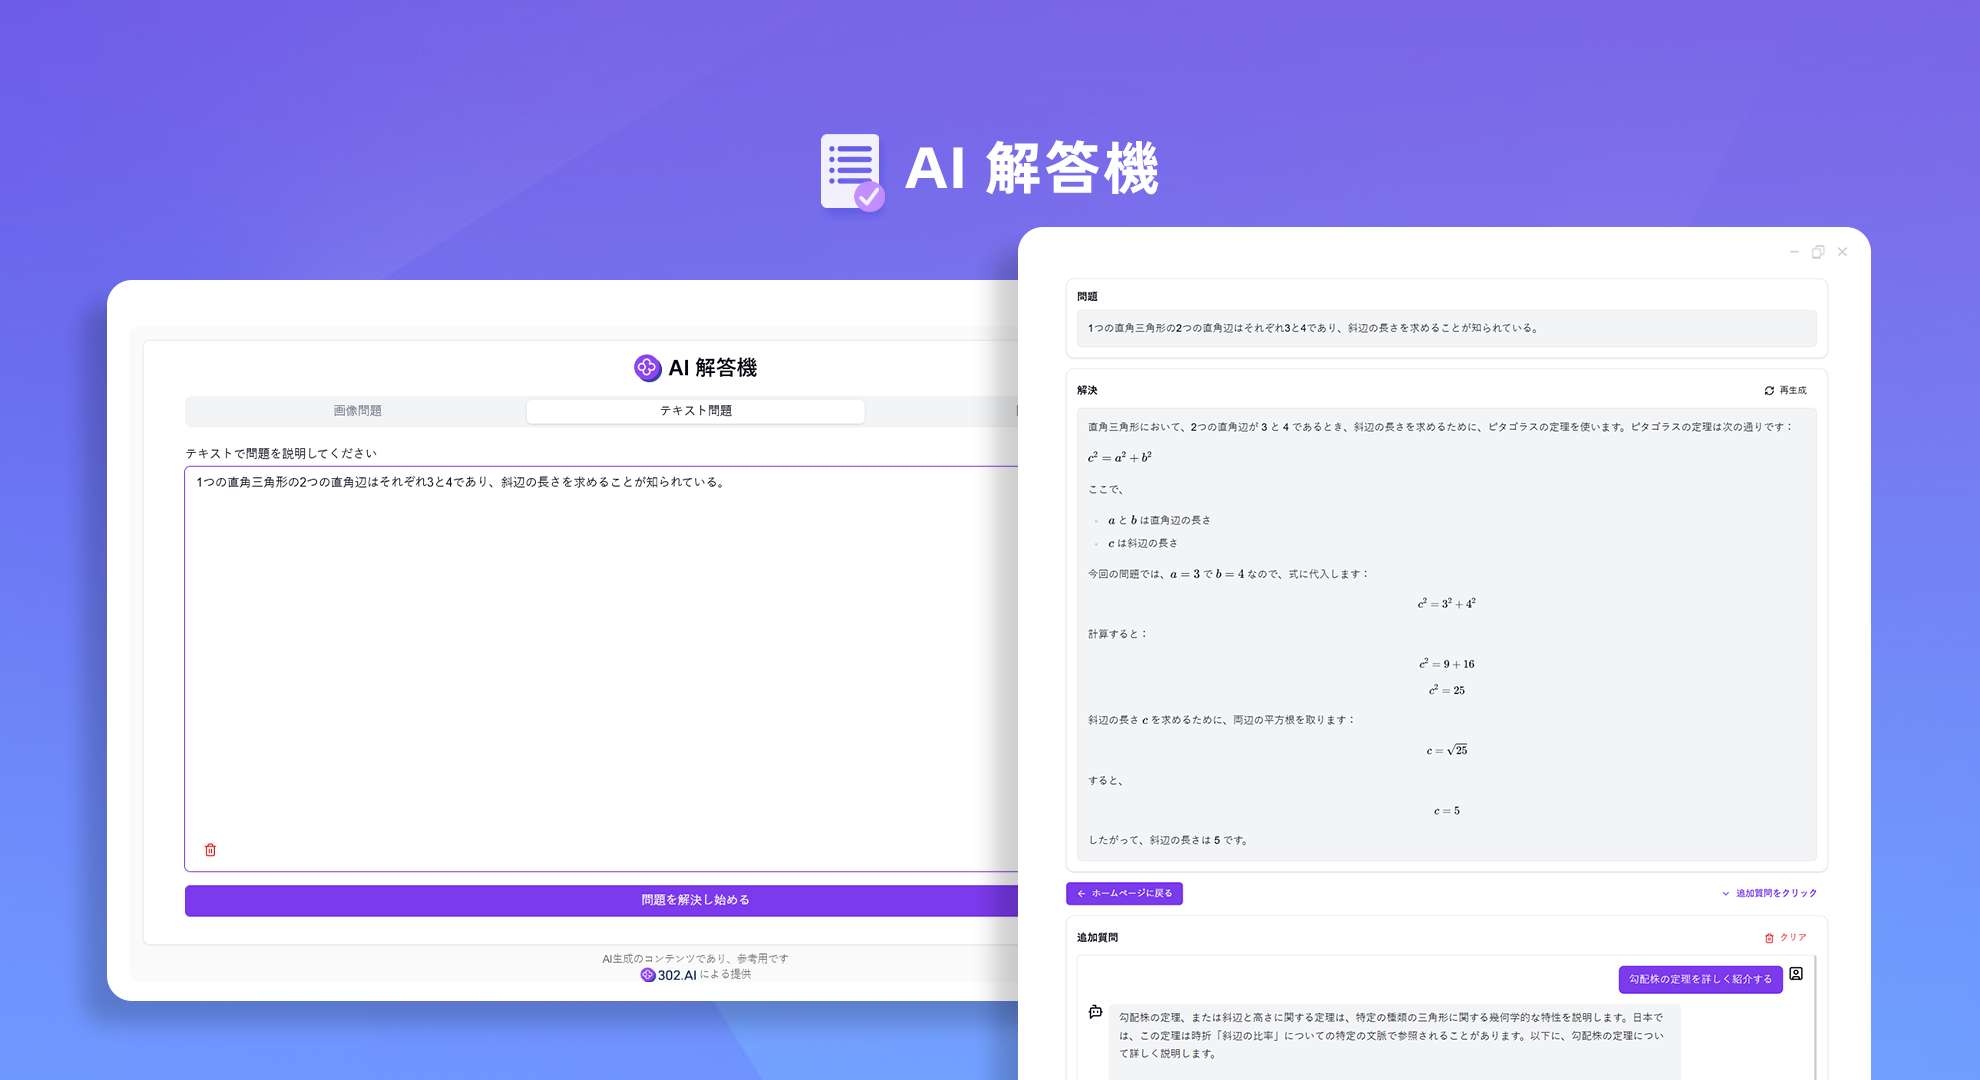 AI 解答機
AI 解答機
画像問題
テキスト問題
テキストで問題を説明してください
1つの直角三角形の2つの直角辺はそれぞれ3と4であり、斜辺の長さを求めることが知られている。
問題を解決し始める
AI生成のコンテンツであり、参考用です
302.AI による提供
問題
1つの直角三角形の2つの直角辺はそれぞれ3と4であり、斜辺の長さを求めることが知られている。
解決
再生成
直角三角形において、2つの直角辺が 3 と 4 であるとき、斜辺の長さを求めるために、ピタゴラスの定理を使います。ピタゴラスの定理は次の通りです：
c² = a² + b²
ここで、
a と b は直角辺の長さ
c は斜辺の長さ
今回の問題では、a = 3 で b = 4 なので、式に代入します：
c² = 3² + 4²
計算すると：
c² = 9 + 16
c² = 25
斜辺の長さ c を求めるために、両辺の平方根を取ります：
c = √25
すると、
c = 5
したがって、斜辺の長さは 5 です。
ホームページに戻る
追加質問をクリック
追加質問
クリア
勾配株の定理を詳しく紹介する
勾配株の定理、または斜辺と高さに関する定理は、特定の種類の三角形に関する幾何学的な特性を説明します。日本で
は、この定理は時折「斜辺の比率」についての特定の文脈で参照されることがあります。以下に、勾配株の定理につい
て詳しく説明します。